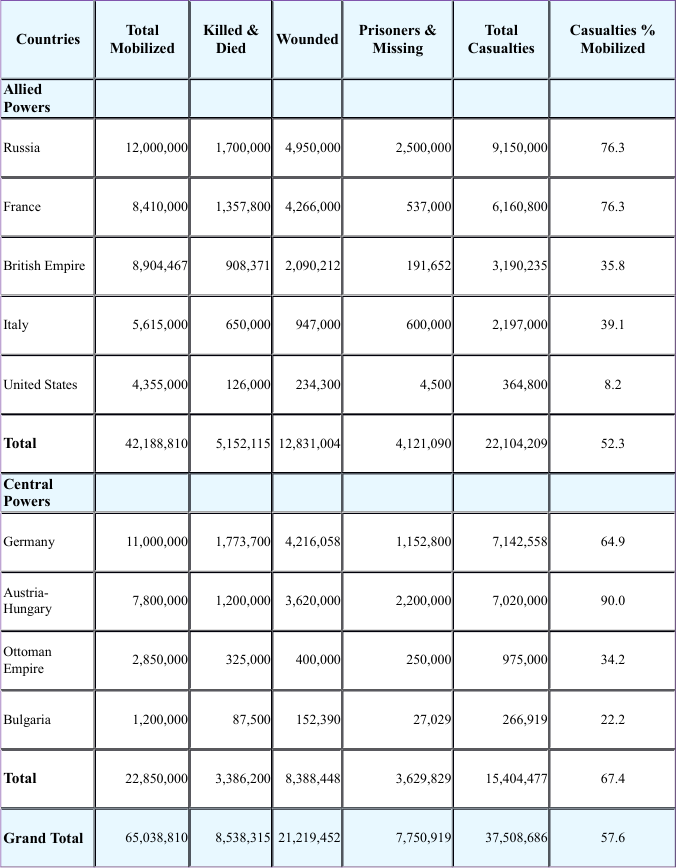 Countries Total Mobilized Killed & Died Wounded Prisoners & Missing Total Casualties Casualties % Mobilized
Allied Powers
Russia 12,000,000 1,700,000 4,950,000 2,500,000 9,150,000 76.3
France 8,410,000 1,357,800 4,266,000 537,000 6,160,800 76.3
British Empire 8,904,467 908,371 2,090,212 191,652 3,190,235 35.8
Italy 5,615,000 650,000 947,000 600,000 2,197,000 39.1
United States 4,355,000 126,000 234,300 4,500 364,800 8.2
Total 42,188,810 5,152,115 12,831,004 4,121,090 22,104,209 52.3
Central Powers
Germany 11,000,000 1,773,700 4,216,058 1,152,800 7,142,558 64.9
Austria-Hungary 7,800,000 1,200,000 3,620,000 2,200,000 7,020,000 90.0
Ottoman Empire 2,850,000 325,000 400,000 250,000 975,000 34.2
Bulgaria 1,200,000 87,500 152,390 27,029 266,919 22.2
Total 22,850,000 3,386,200 8,388,448 3,629,829 15,404,477 67.4
Grand Total 65,038,810 8,538,315 21,219,452 7,750,919 37,508,686 57.6